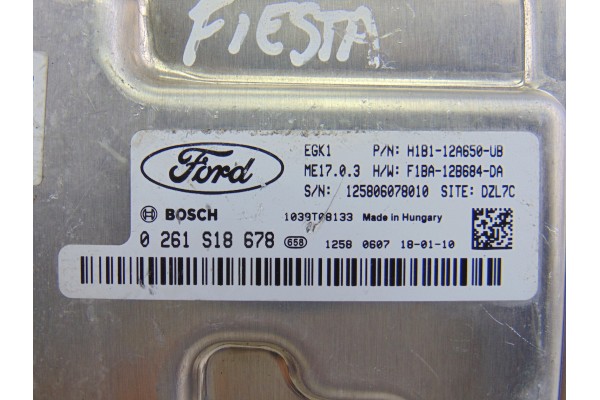 FIESTA
Ford
EGK1 P/N: H1B1-12A650-UB
ME17.0.3 H/W: F1BA-12B684-DA
S/N: 125806078010 SITE: DZL7C
BOSCH 1039T08133 Made in Hungary
0 261 S18 678 658 1258 0607 18-01-10